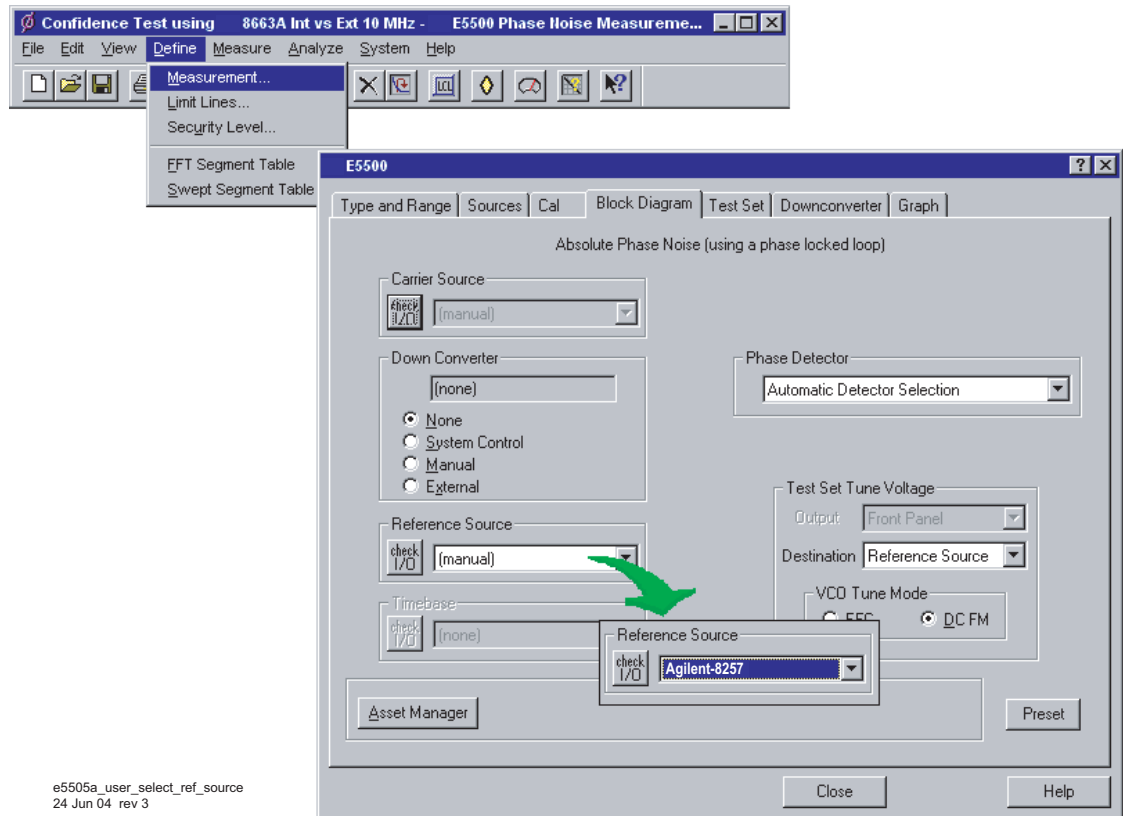 Confidence Test using 8663A Int vs Ext 10 MHz - E5500 Phase Noise Measureme...
File Edit View Define Measure Analyze System Help
Measurement...
Limit Lines...
Security Level...
FFT Segment Table
Swept Segment Table
E5500
Type and Range Sources Cal Block Diagram Test Set Downconverter Graph
Absolute Phase Noise (using a phase locked loop)
Carrier Source
check I/O
(manual)
Down Converter
(none)
None
System Control
Manual
External
Reference Source
check I/O
(manual)
Timebase
check I/O
(none)
Phase Detector
Automatic Detector Selection
Test Set Tune Voltage
Output Front Panel
Destination Reference Source
VCO Tune Mode
DC FM
Reference Source
check I/O
Agilent-8257
Asset Manager
Preset
Close
Help
e5505a_user_select_ref_source
24 Jun 04 rev 3